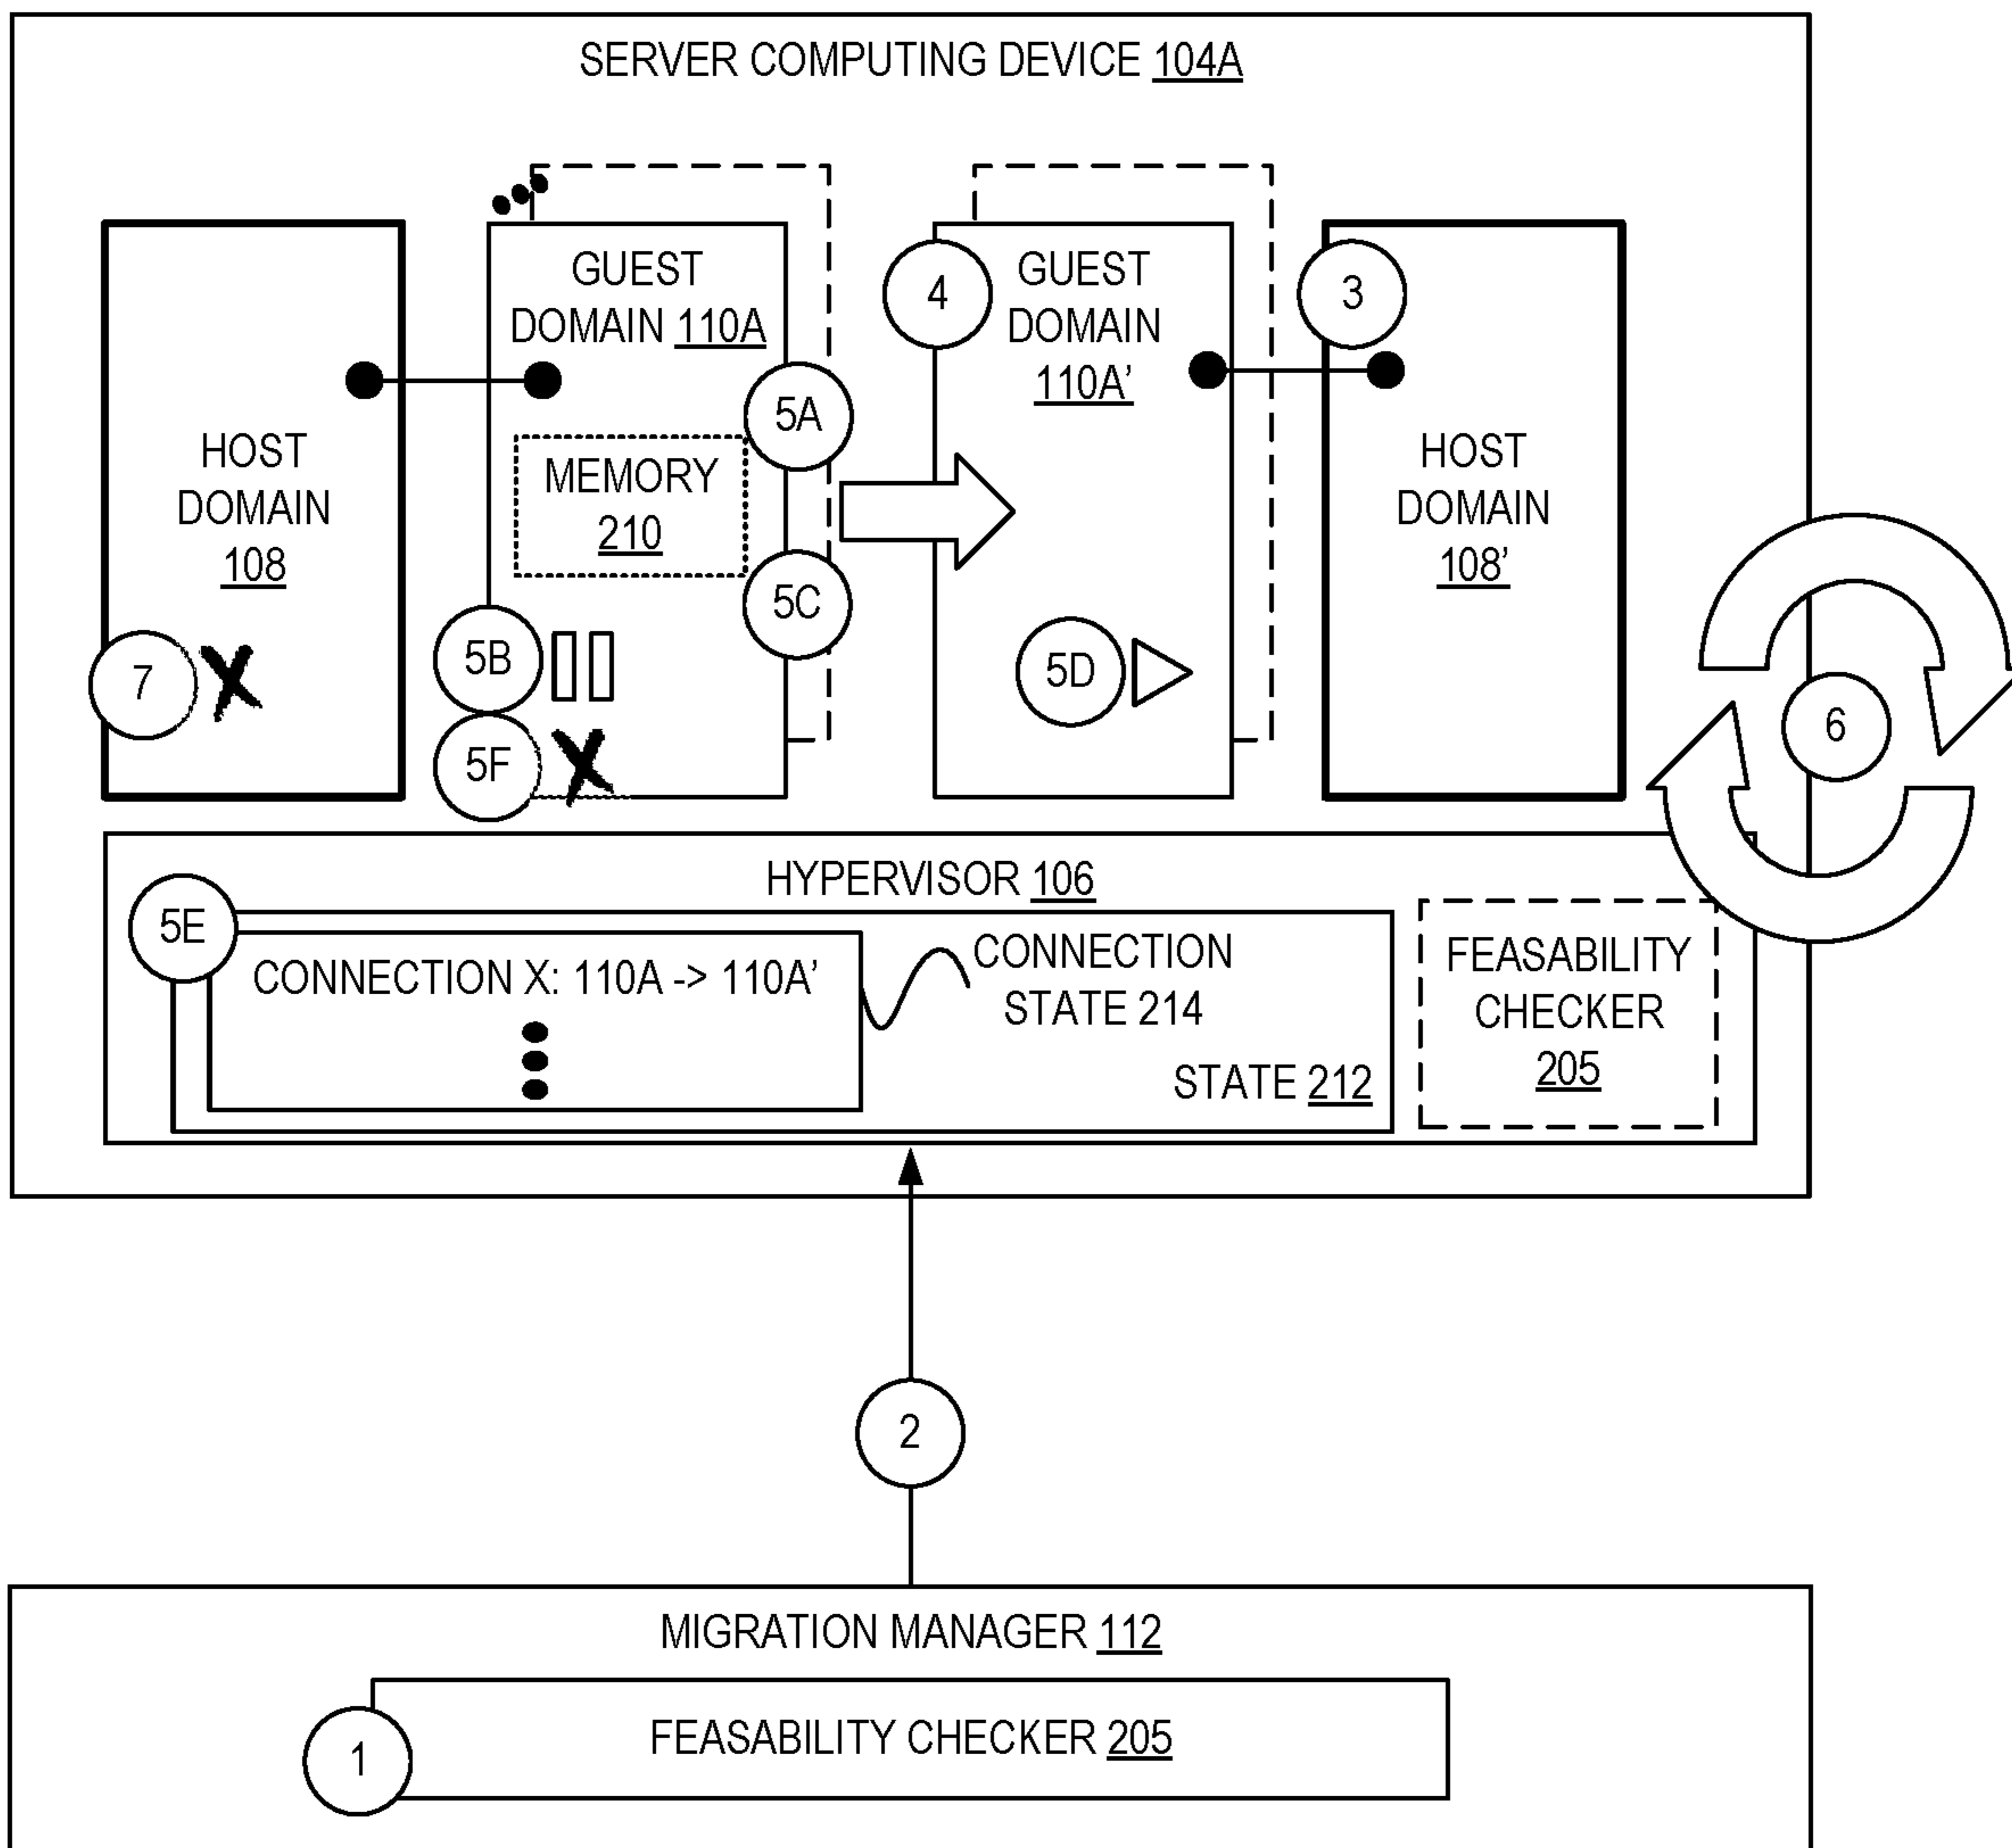 SERVER COMPUTING DEVICE 104A
HOST
DOMAIN
108
7
GUEST
DOMAIN 110A
MEMORY
210
5A
5C
5B
5F
4
GUEST
DOMAIN
110A’
5D
3
HOST
DOMAIN
108'
6
HYPERVISOR 106
5E
CONNECTION X: 110A -> 110A’
CONNECTION
STATE 214
STATE 212
FEASABILITY
CHECKER
205
2
MIGRATION MANAGER 112
1
FEASABILITY CHECKER 205